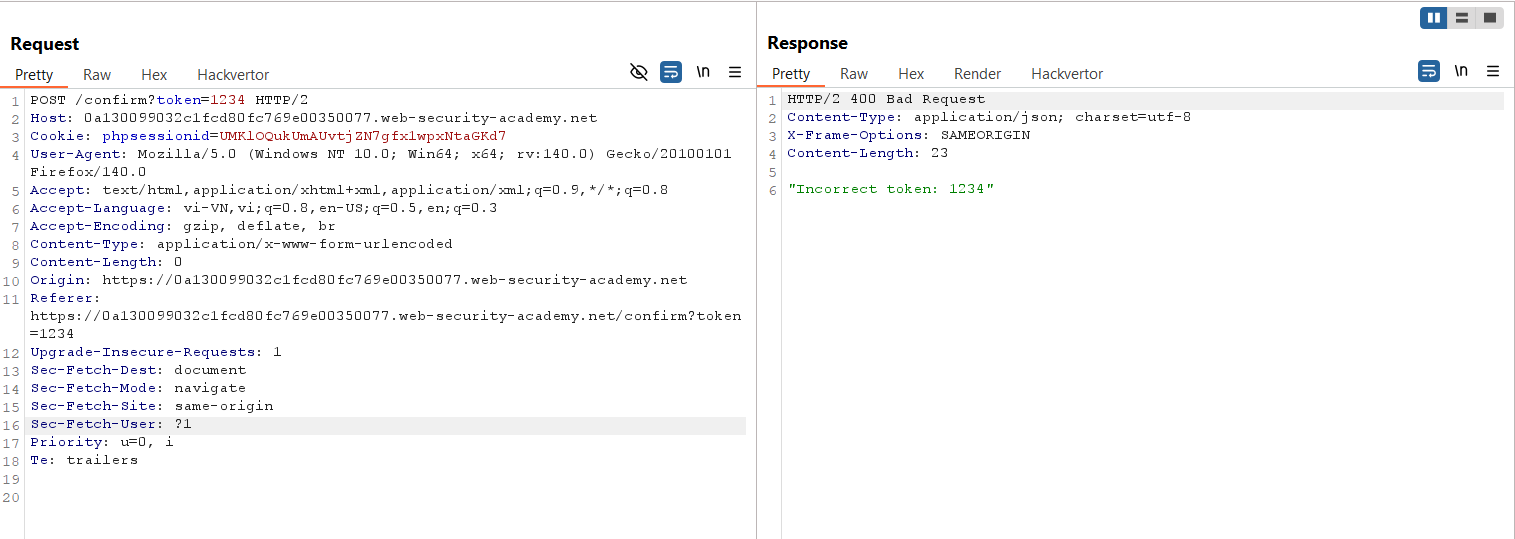 Request
Pretty Raw Hex Hackvertor
\n
1 POST /confirm?token=1234 HTTP/2
2 Host: 0a130099032c1fcd80fc769e00350077.web-security-academy.net
3 Cookie: phpsessionid=UMKlOQukUmAUvtjZN7gfxlwpxNtaGKd7
4 User-Agent: Mozilla/5.0 (Windows NT 10.0; Win64; x64; rv:140.0) Gecko/20100101
Firefox/140.0
5 Accept: text/html,application/xhtml+xml,application/xml;q=0.9,*/*;q=0.8
6 Accept-Language: vi-VN,vi;q=0.8,en-US;q=0.5,en;q=0.3
7 Accept-Encoding: gzip, deflate, br
8 Content-Type: application/x-www-form-urlencoded
9 Content-Length: 0
10 Origin: https://0a130099032c1fcd80fc769e00350077.web-security-academy.net
11 Referer:
https://0a130099032c1fcd80fc769e00350077.web-security-academy.net/confirm?token
=1234
12 Upgrade-Insecure-Requests: 1
13 Sec-Fetch-Dest: document
14 Sec-Fetch-Mode: navigate
15 Sec-Fetch-Site: same-origin
16 Sec-Fetch-User: ?1
17 Priority: u=0, i
18 Te: trailers
19
20
Response
Pretty Raw Hex Render Hackvertor
\n
1 HTTP/2 400 Bad Request
2 Content-Type: application/json; charset=utf-8
3 X-Frame-Options: SAMEORIGIN
4 Content-Length: 23
5
6 "Incorrect token: 1234"